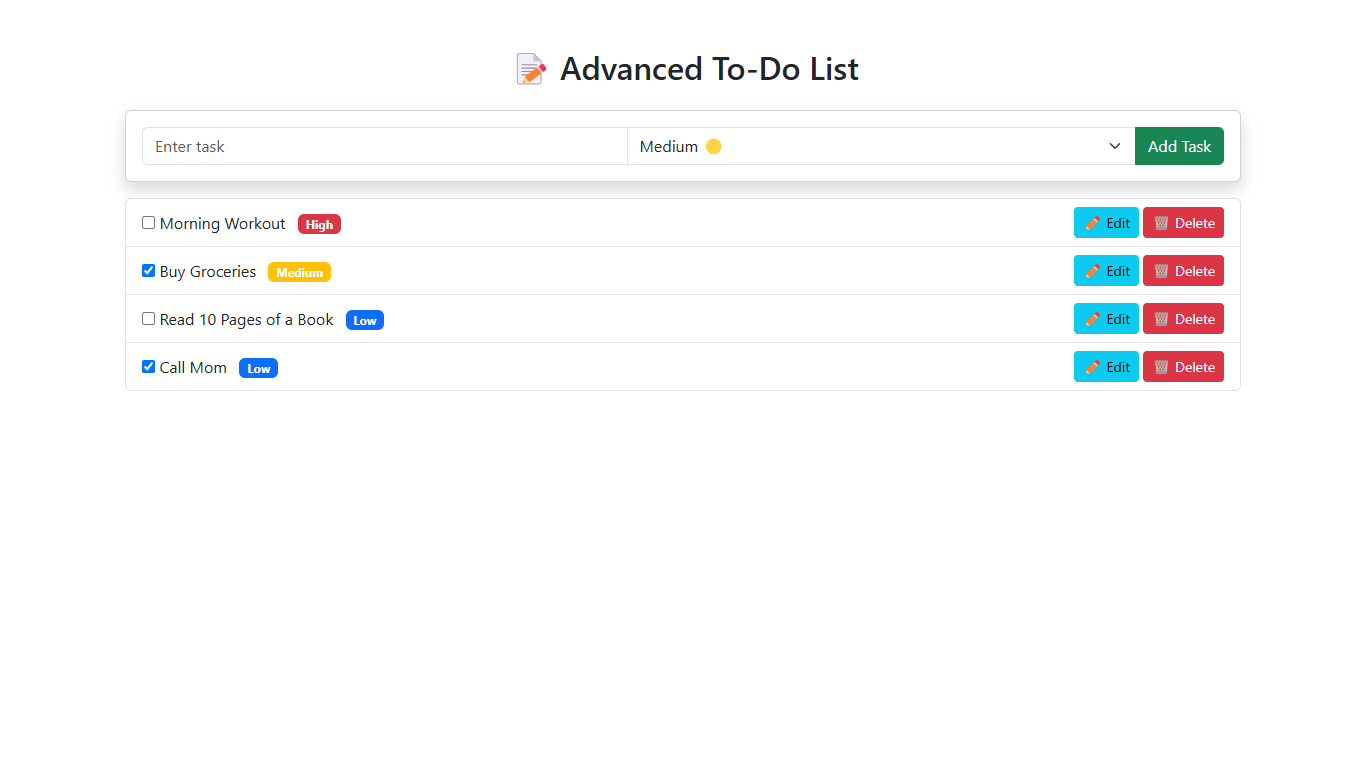 📝 Advanced To-Do List
Enter task Medium 🟡 Add Task
Morning Workout High ✏️ Edit 🗑️ Delete
Buy Groceries Medium ✏️ Edit 🗑️ Delete
Read 10 Pages of a Book Low ✏️ Edit 🗑️ Delete
Call Mom Low ✏️ Edit 🗑️ Delete